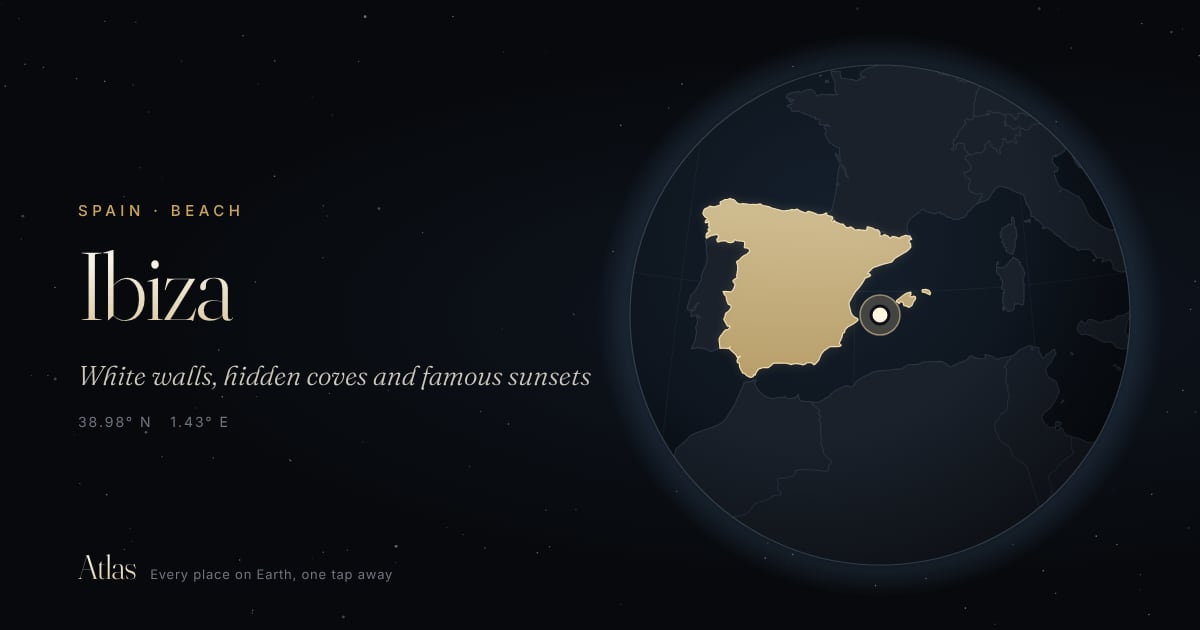 SPAIN · BEACH
Ibiza
White walls, hidden coves and famous sunsets
38.98° N 1.43° E
Atlas Every place on Earth, one tap away